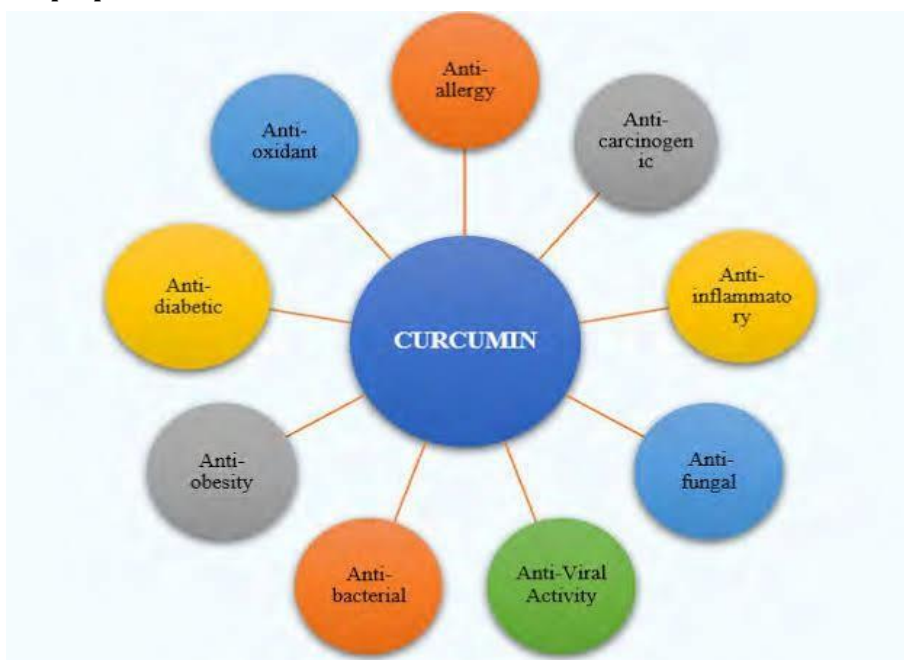 Anti-
allergy
Anti-
carcinogen
ic
Anti-
inflammato
ry
Anti-
fungal
Anti-Viral
Activity
Anti-
bacterial
Anti-
obesity
Anti-
diabetic
Anti-
oxidant
CURCUMIN